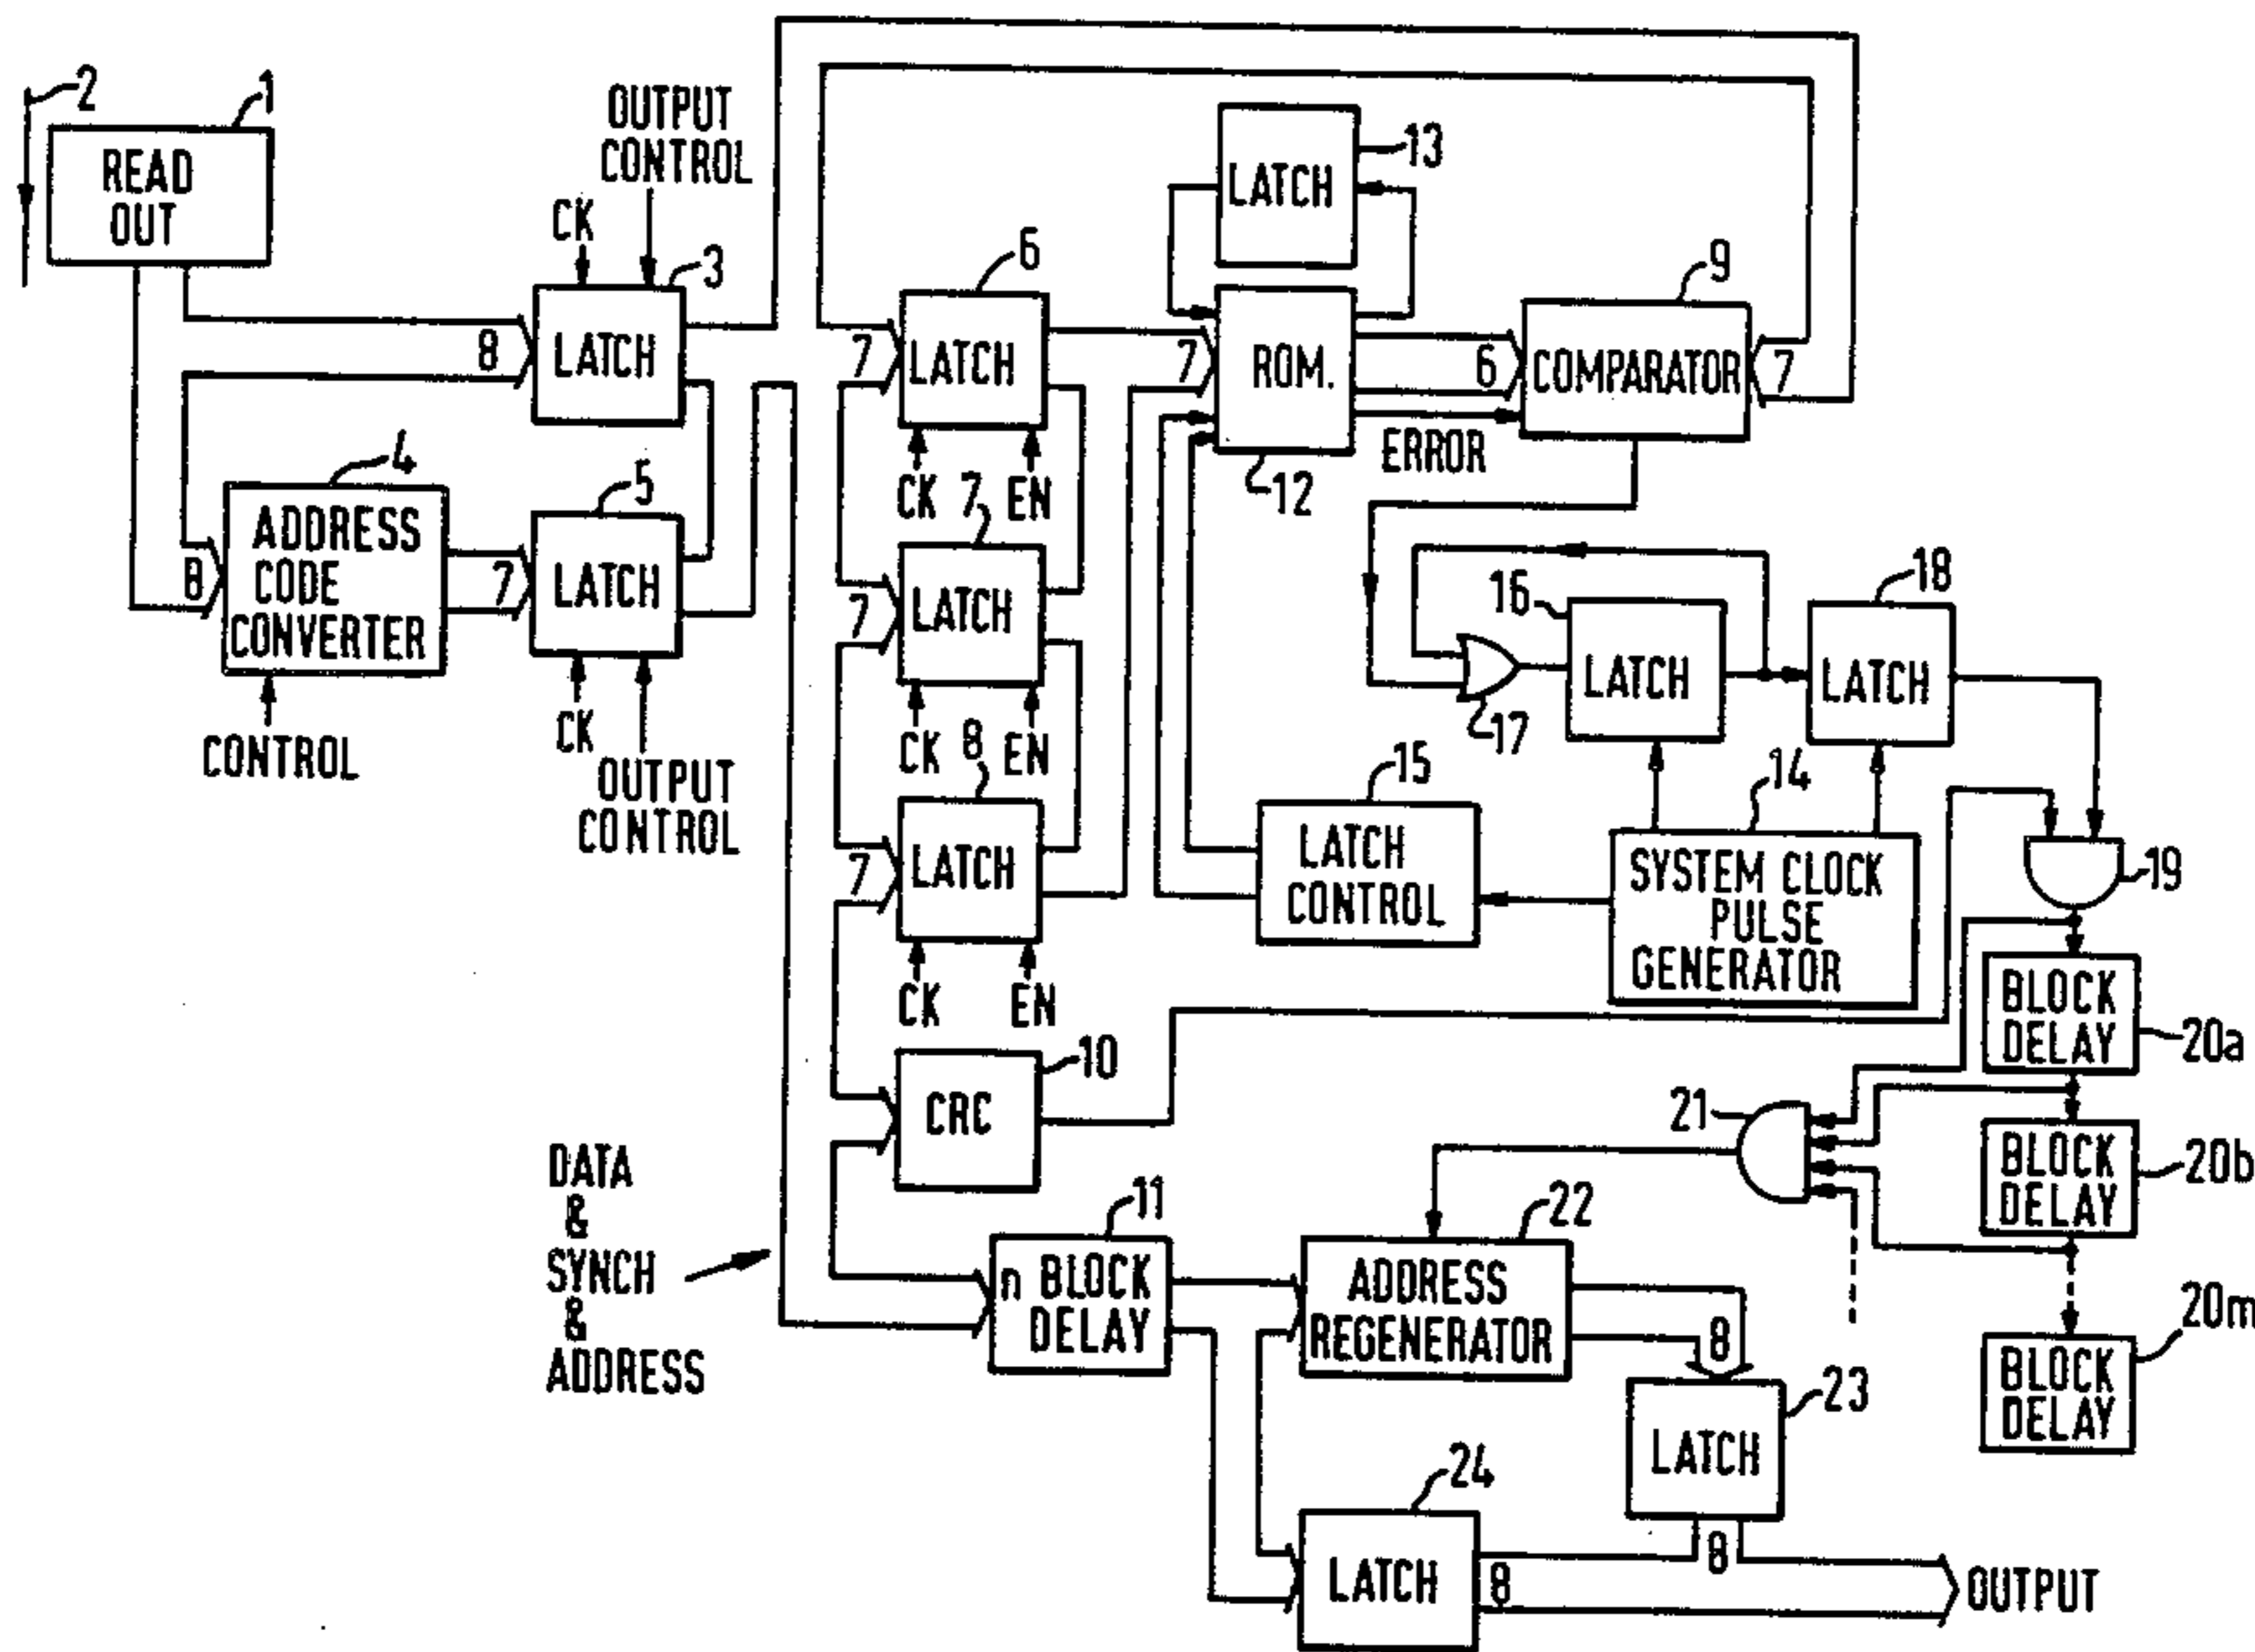 2
1
READ
OUT
OUTPUT
CONTROL
CK
3
8
LATCH
4
8
ADDRESS
CODE
CONVERTER
CONTROL
5
7
LATCH
CK
OUTPUT
CONTROL
6
7
LATCH
CK
EN
7
7
LATCH
CK
EN
8
7
LATCH
CK
EN
13
LATCH
7
ROM.
12
6
ERROR
9
COMPARATOR
7
16
LATCH
17
18
LATCH
15
LATCH
CONTROL
14
SYSTEM CLOCK
PULSE
GENERATOR
19
BLOCK
DELAY
20a
BLOCK
DELAY
20b
BLOCK
DELAY
20m
21
10
CRC
DATA
&
SYNCH
&
ADDRESS
11
n BLOCK
DELAY
22
ADDRESS
REGENERATOR
8
23
LATCH
8
24
LATCH
8
OUTPUT